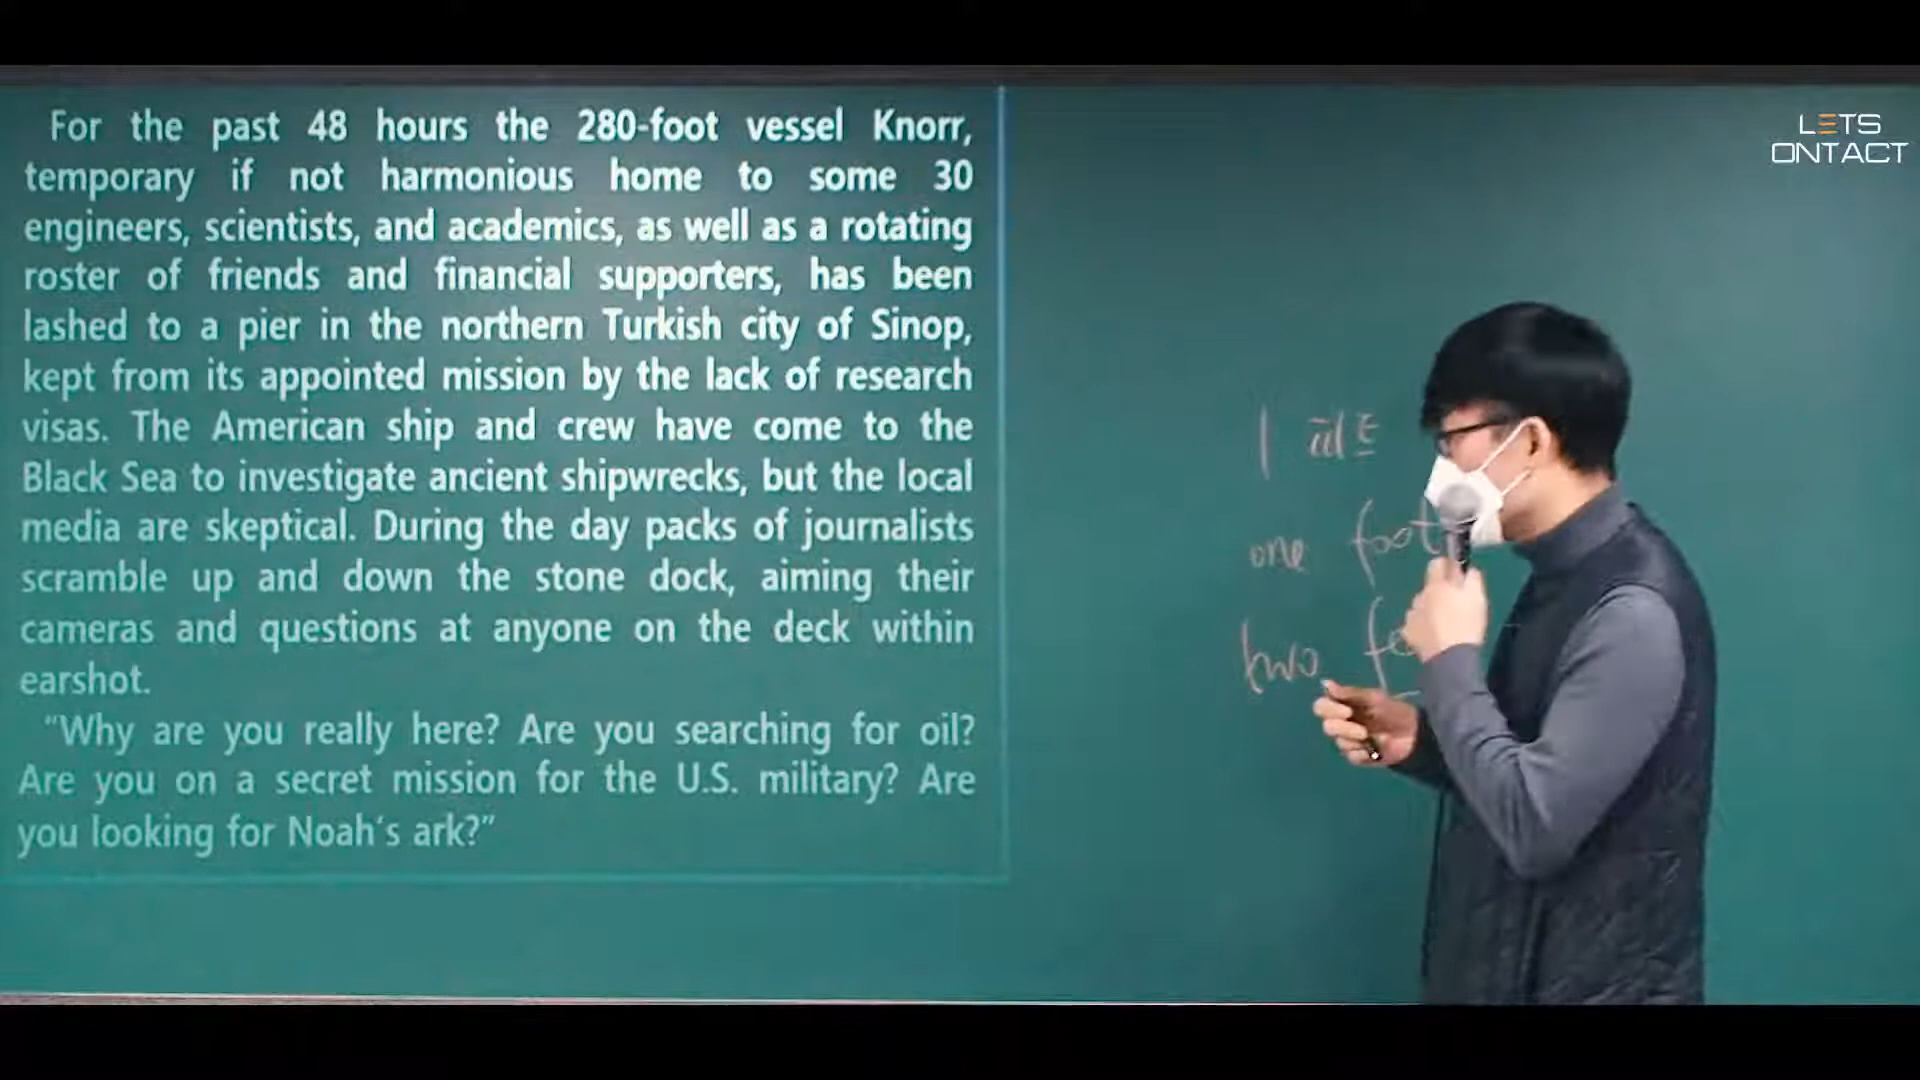 For the past 48 hours the 280-foot vessel Knorr,
temporary if not harmonious home to some 30
engineers, scientists, and academics, as well as a rotating
roster of friends and financial supporters, has been
lashed to a pier in the northern Turkish city of Sinop,
kept from its appointed mission by the lack of research
visas. The American ship and crew have come to the
Black Sea to investigate ancient shipwrecks, but the local
media are skeptical. During the day packs of journalists
scramble up and down the stone dock, aiming their
cameras and questions at anyone on the deck within
earshot.
"Why are you really here? Are you searching for oil?
Are you on a secret mission for the U.S. military? Are
you looking for Noah's ark?"
LETS
ONTACT
one foot
two